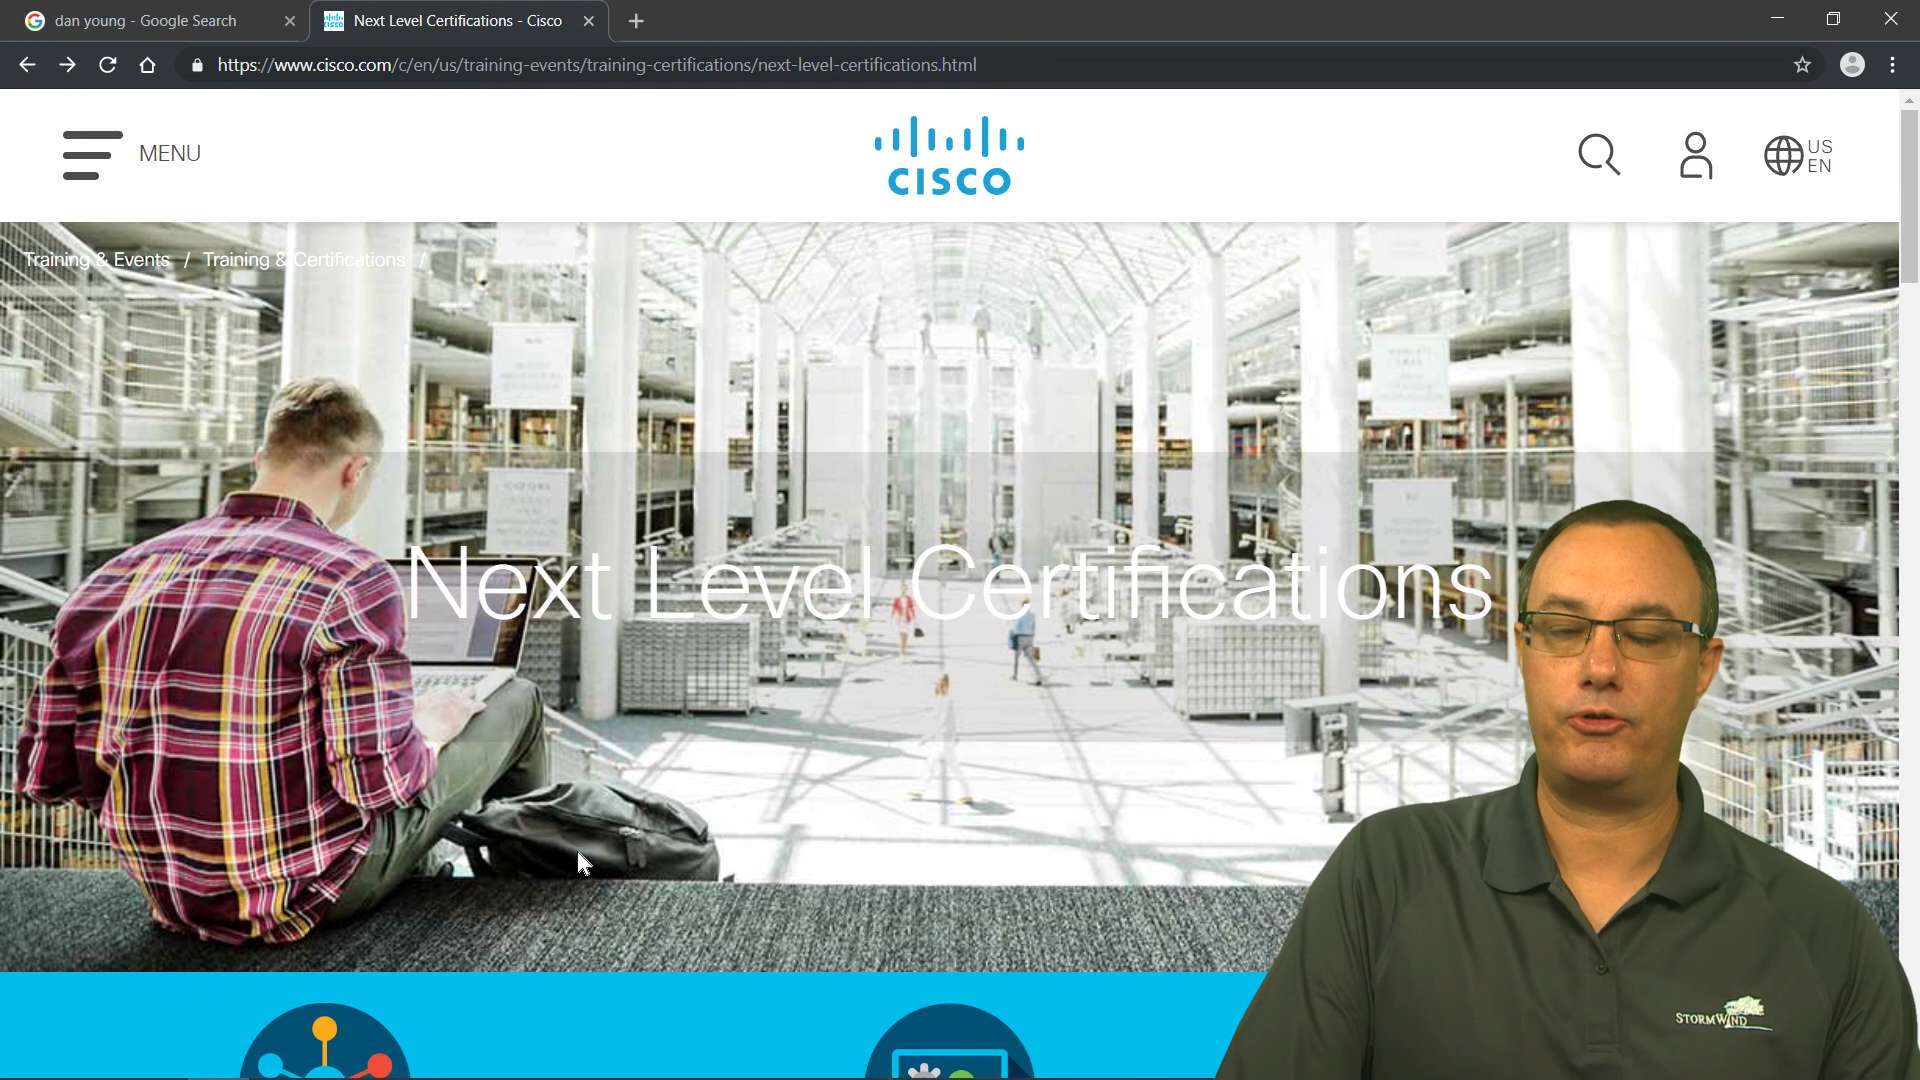 dan young - Google Search
Next Level Certifications - Cisco
https://www.cisco.com/c/en/us/training-events/training-certifications/next-level-certifications.html
MENU
CISCO
US
EN
Training & Events / Training & Certifications /
Next Level Certifications
STORMWIND